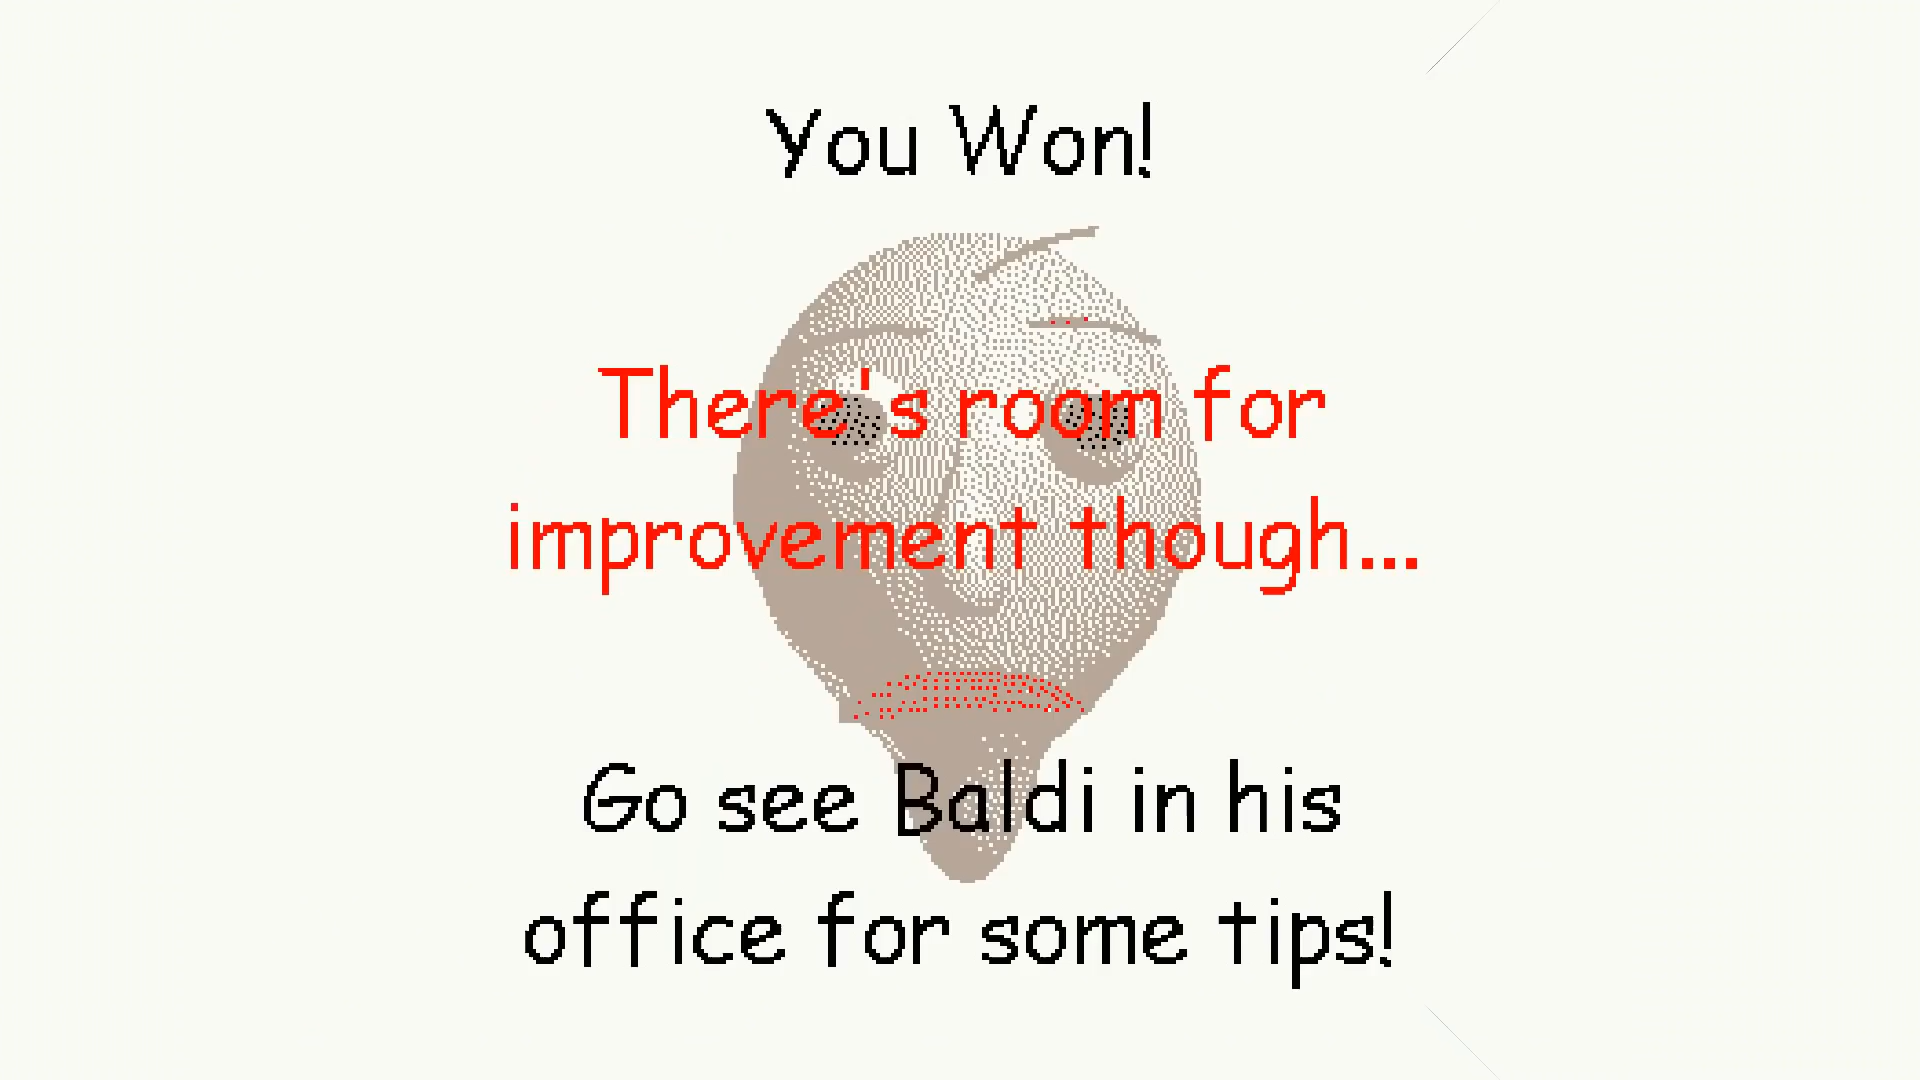 You Won!
There's room for
improvement though...
Go see Baldi in his
office for some tips!